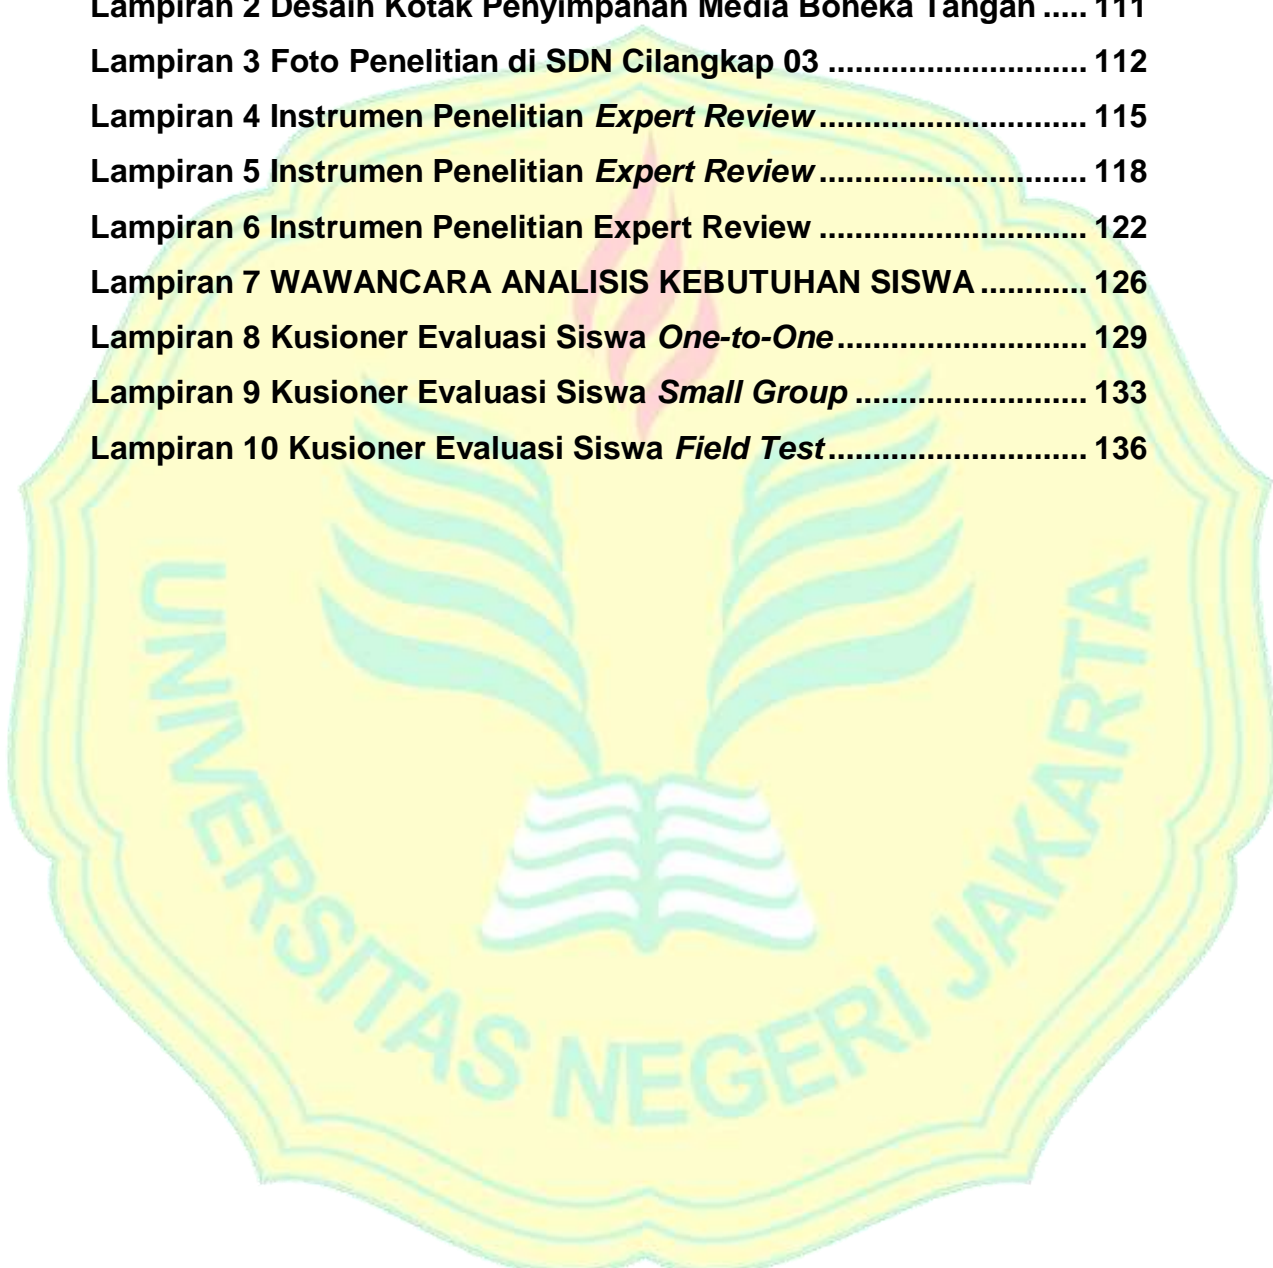 Lampiran 2 Desain Kotak Penyimpanan Media Boneka Tangan ..... 111
Lampiran 3 Foto Penelitian di SDN Cilangkap 03 ............................. 112
Lampiran 4 Instrumen Penelitian Expert Review .............................. 115
Lampiran 5 Instrumen Penelitian Expert Review .............................. 118
Lampiran 6 Instrumen Penelitian Expert Review .............................. 122
Lampiran 7 WAWANCARA ANALISIS KEBUTUHAN SISWA ............ 126
Lampiran 8 Kusioner Evaluasi Siswa One-to-One ............................ 129
Lampiran 9 Kusioner Evaluasi Siswa Small Group .......................... 133
Lampiran 10 Kusioner Evaluasi Siswa Field Test ............................. 136
UNIVERSITAS NEGERI JAKARTA